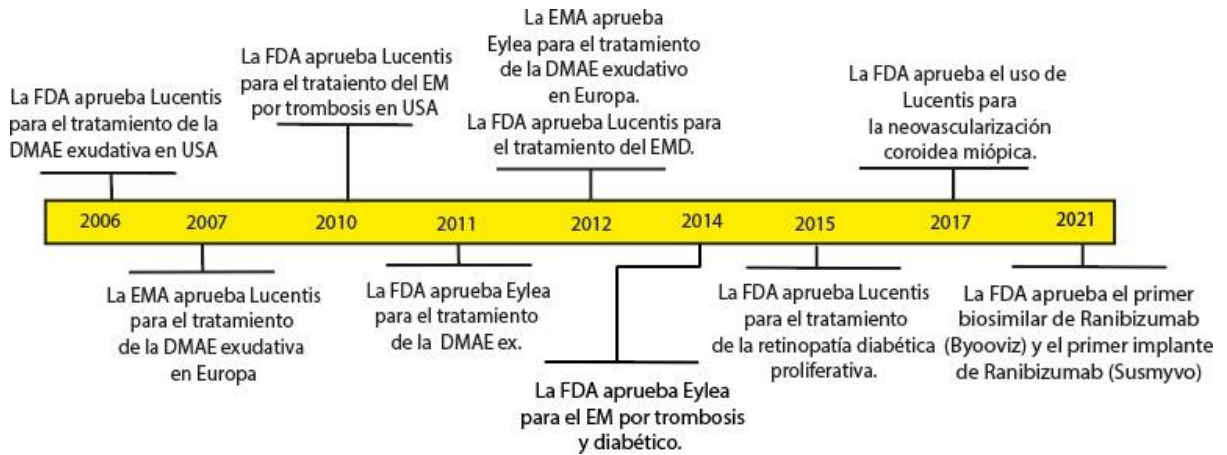 La FDA aprueba Lucentis
para el tratamiento de la
DMAE exudativa en USA
La FDA aprueba Lucentis
para el trataiento del EM
por trombosis en USA
La EMA aprueba
Eylea para el tratamiento
de la DMAE exudativo
en Europa.
La FDA aprueba Lucentis para
el tratamiento del EMD.
La FDA aprueba el uso de
Lucentis para
la neovascularización
coroidea miópica.
2006
2007
2010
2011
2012
2014
2015
2017
2021
La EMA aprueba Lucentis
para el tratamiento
de la DMAE exudativa
en Europa
La FDA aprueba Eylea
para el tratamiento
de la DMAE ex.
La FDA aprueba Eylea
para el EM por trombosis
y diabético.
La FDA aprueba Lucentis
para el tratamiento
de la retinopatía diabética
proliferativa.
La FDA aprueba el primer
biosimilar de Ranibizumab
(Byooviz) y el primer implante
de Ranibizumab (Susmyvo)